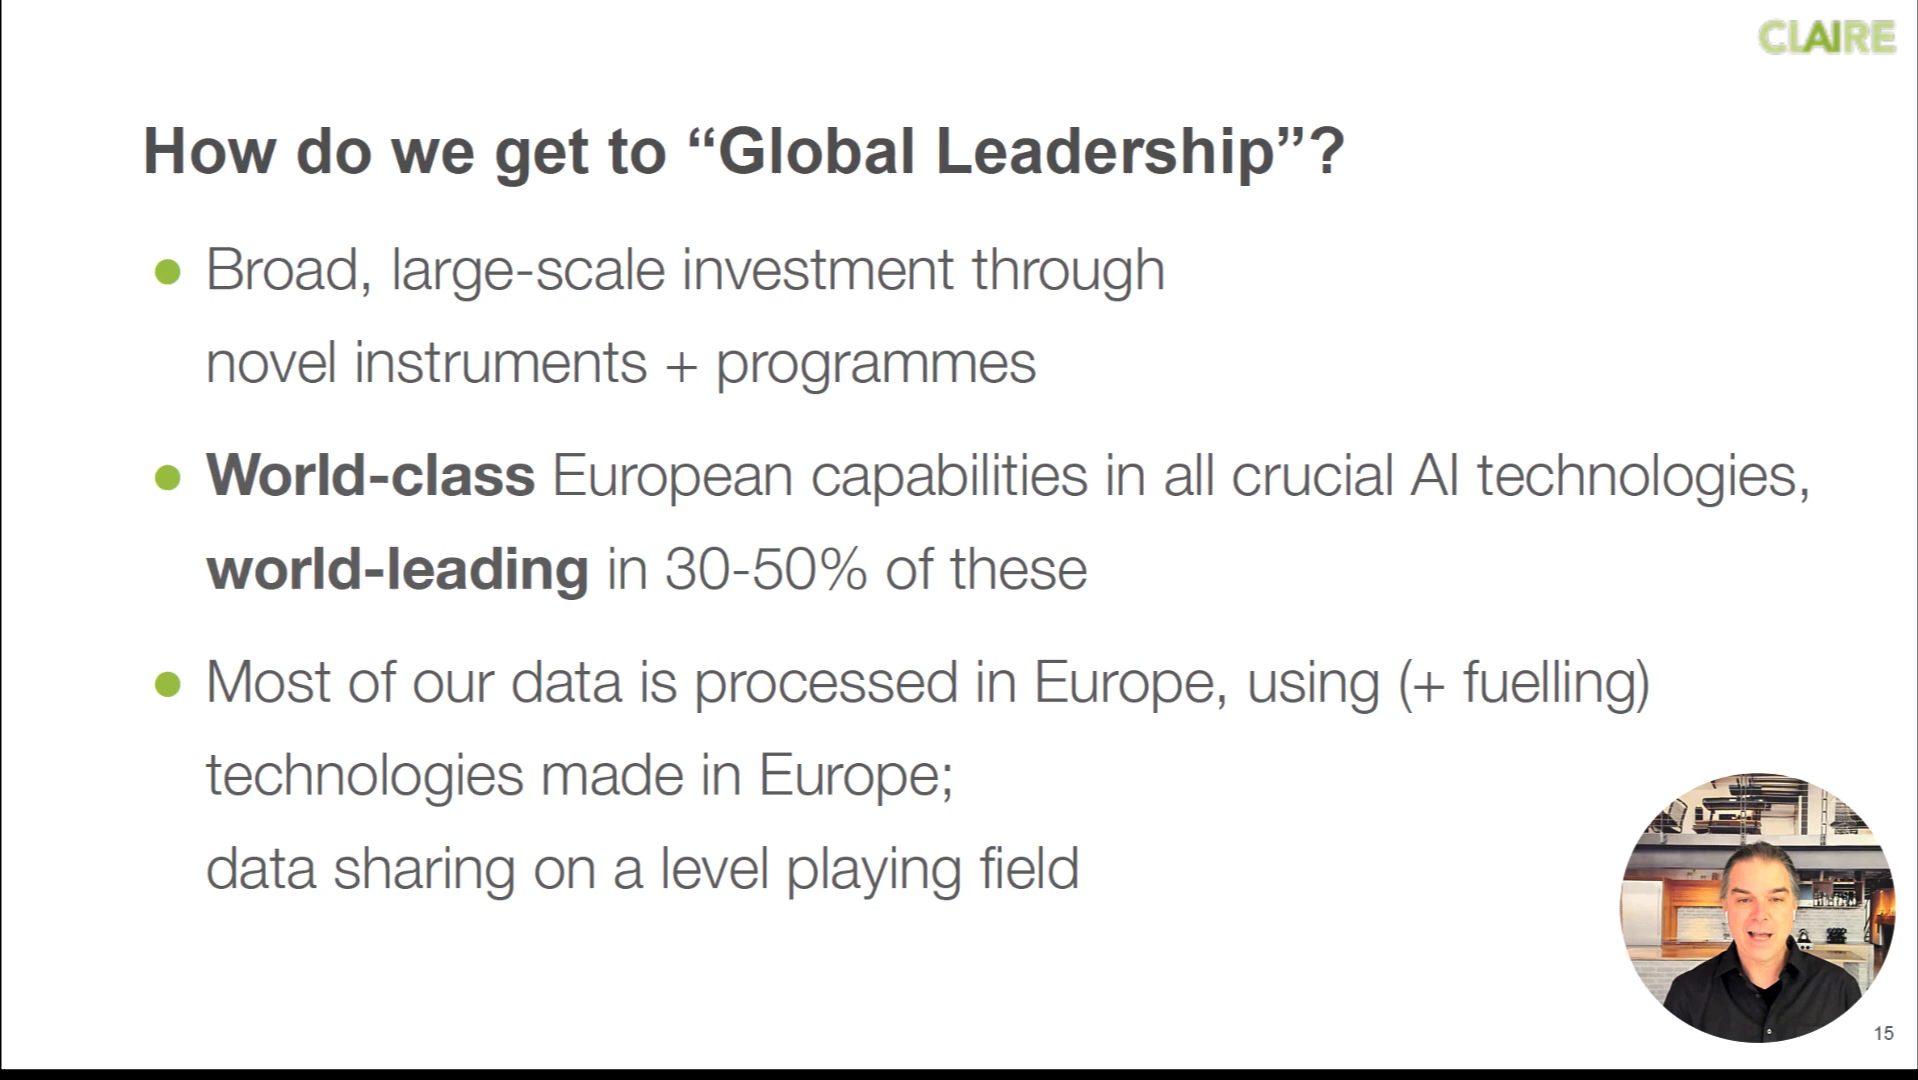 CLAIRE
How do we get to “Global Leadership”?
● Broad, large-scale investment through
novel instruments + programmes
● World-class European capabilities in all crucial AI technologies,
world-leading in 30-50% of these
● Most of our data is processed in Europe, using (+ fuelling)
technologies made in Europe;
data sharing on a level playing field
15